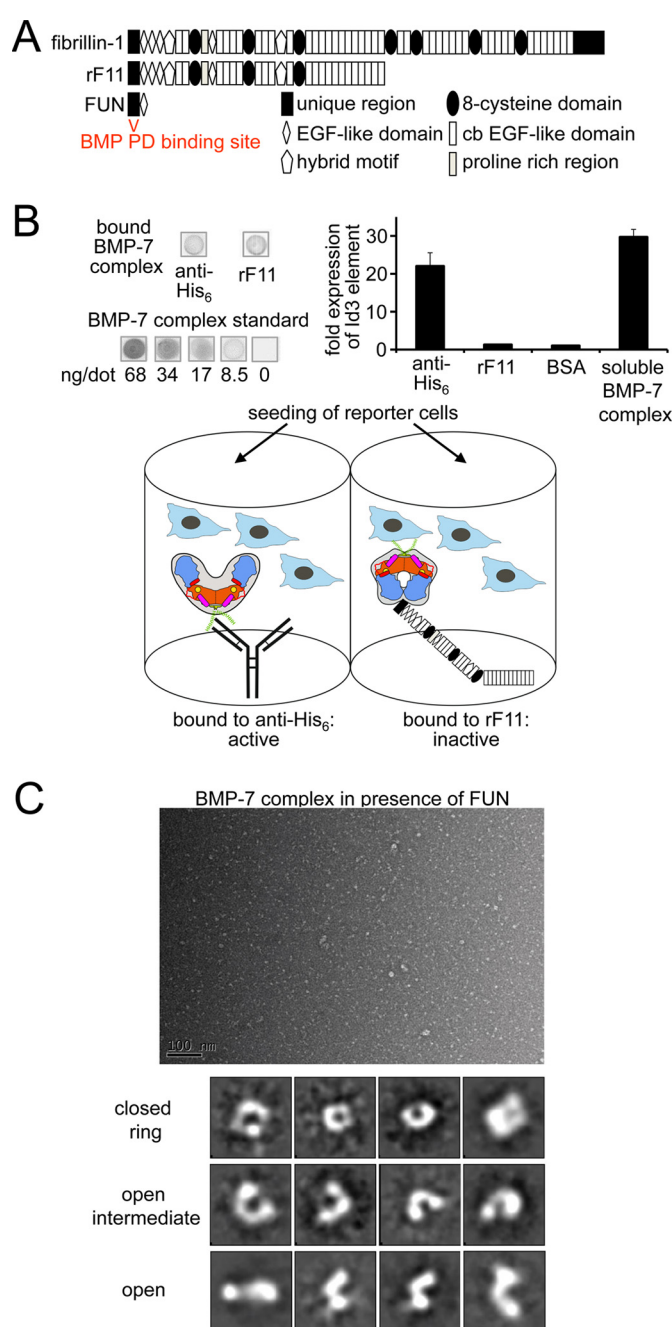 A
fibrillin-1
rF11
FUN
BMP PD binding site
unique region
8-cysteine domain
EGF-like domain
cb EGF-like domain
hybrid motif
proline rich region
B
bound
BMP-7
complex
anti-
His6
rF11
BMP-7 complex standard
ng/dot 68 34 17 8.5 0
fold expression
of Id3 element
30
20
10
0
anti-
His6
rF11
BSA
soluble
BMP-7
complex
seeding of reporter cells
bound to anti-His6:
active
bound to rF11:
inactive
C
BMP-7 complex in presence of FUN
100 nm
closed
ring
open
intermediate
open